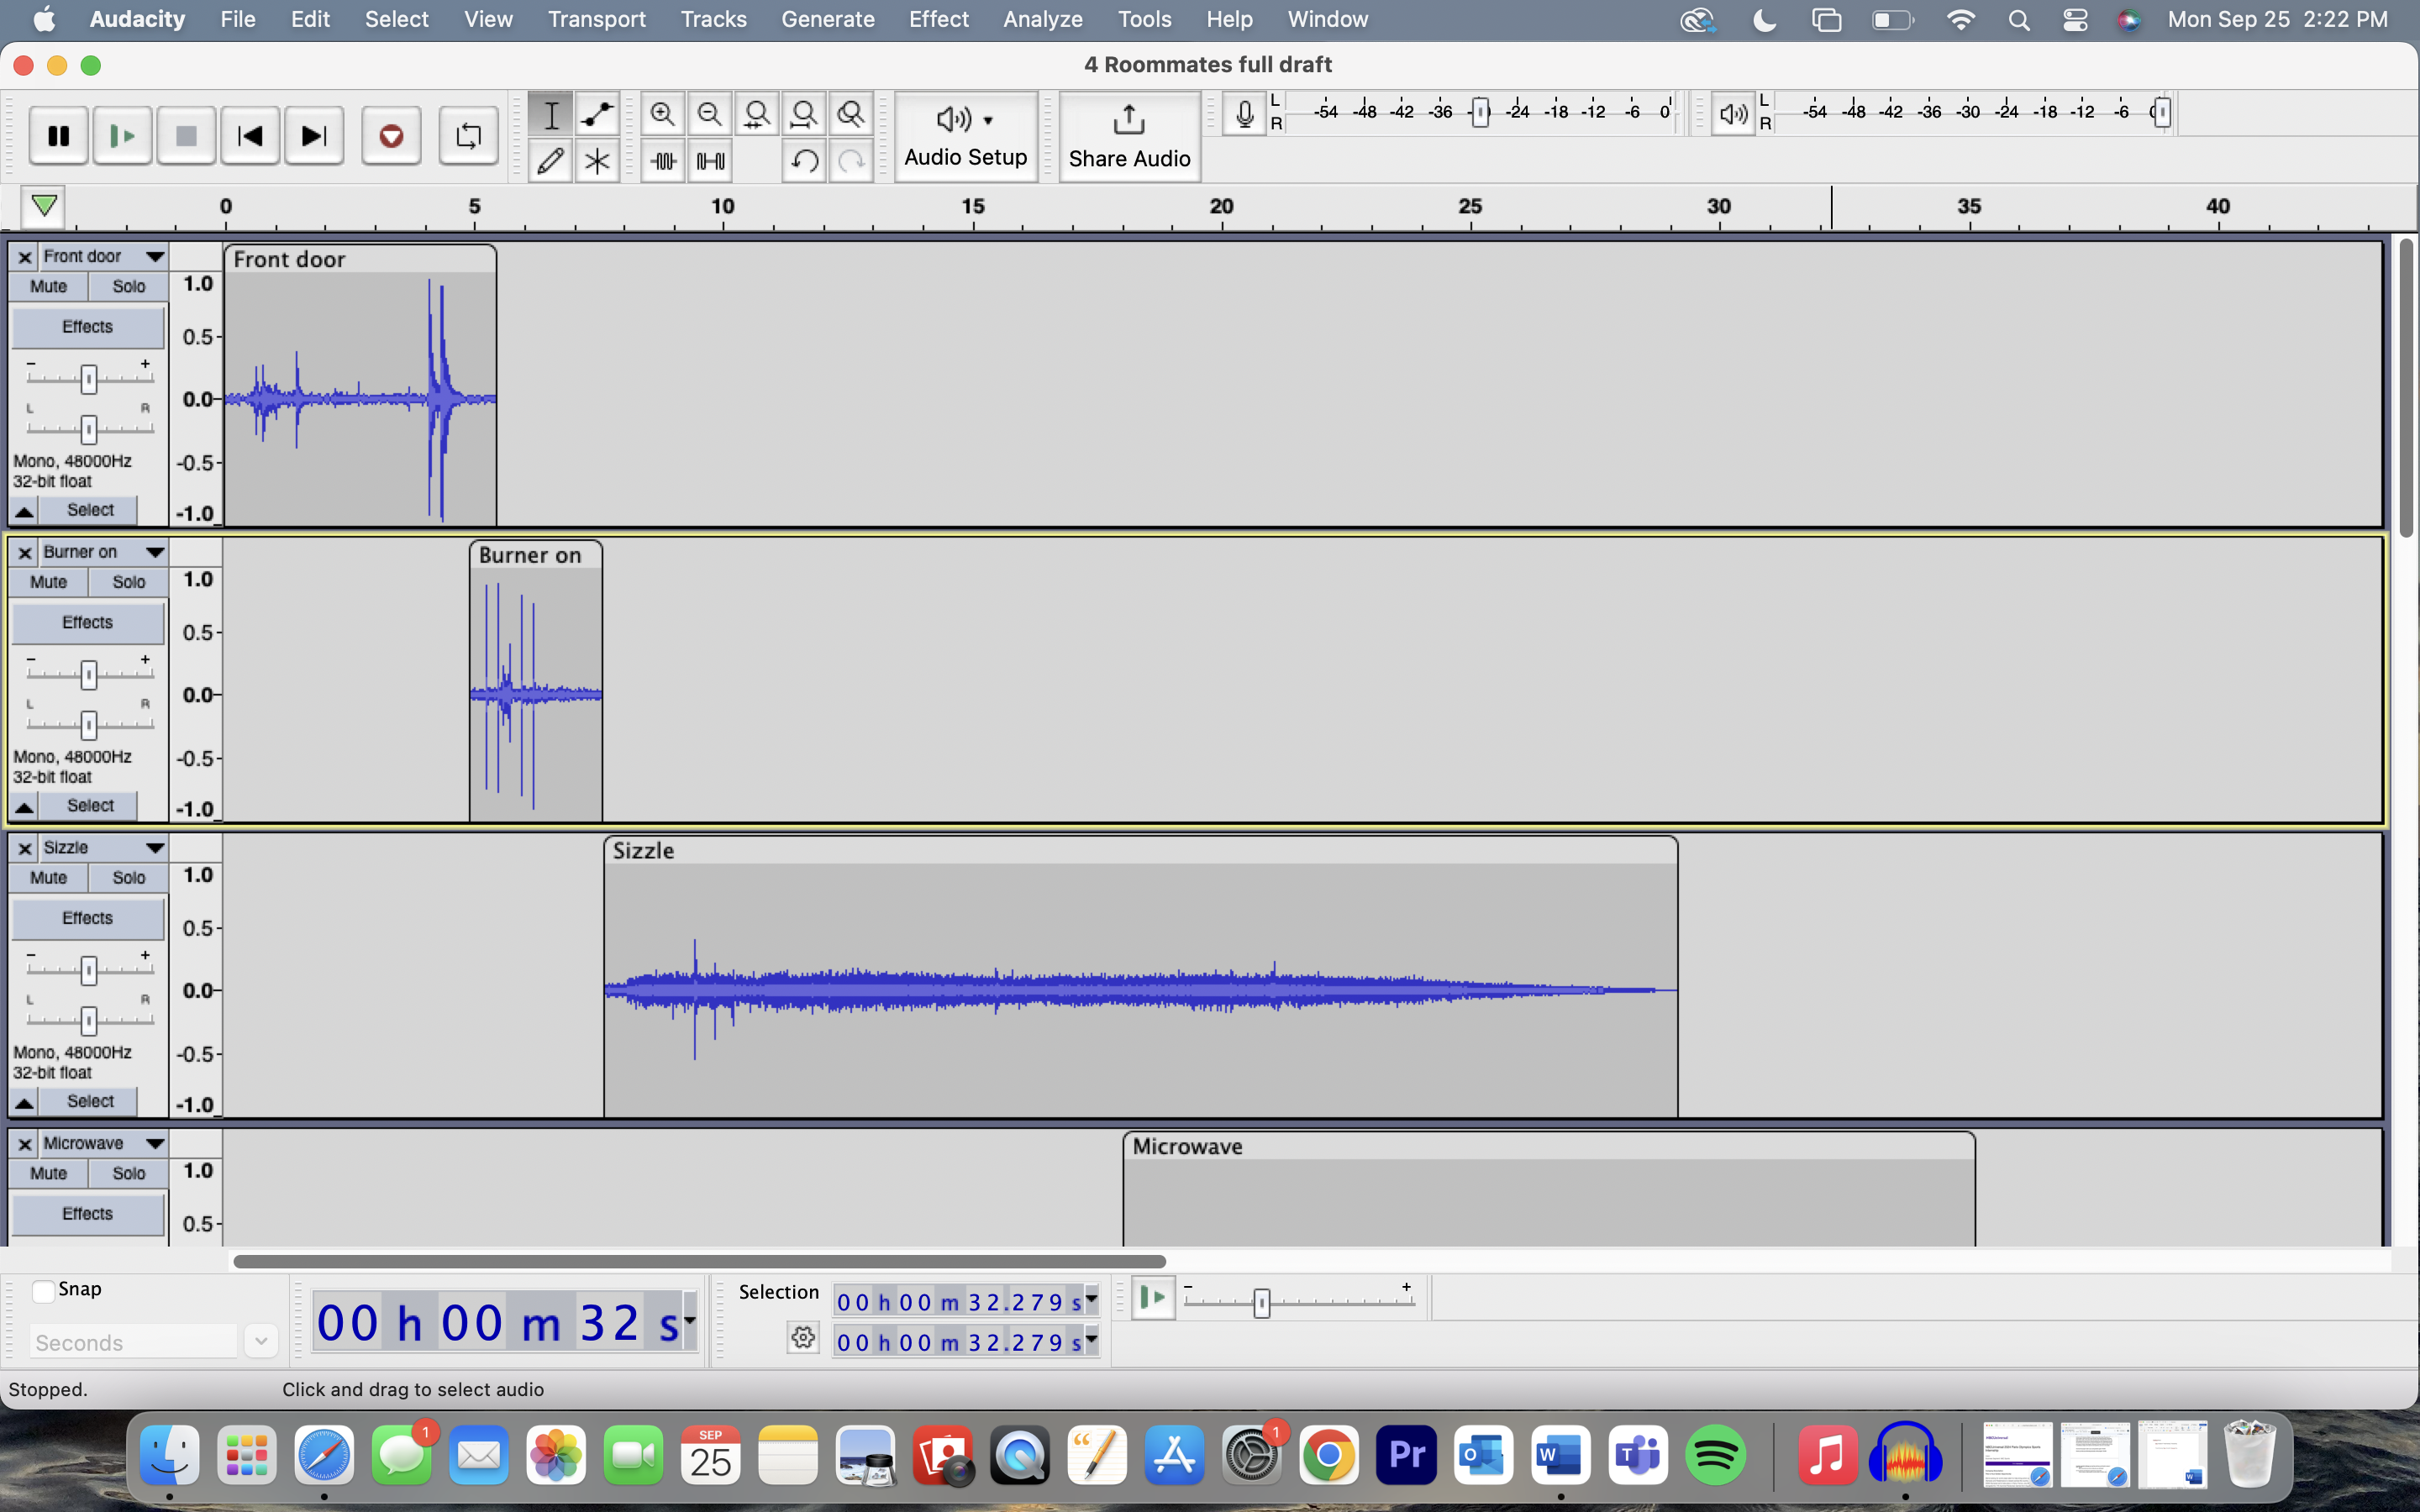 Audacity File Edit Select View Transport Tracks Generate Effect Analyze Tools Help Window Mon Sep 25 2:22 PM
4 Roommates full draft
Audio Setup
Share Audio
L -54 -48 -42 -36 -24 -18 -12 -6 0
R
L -54 -48 -42 -36 -30 -24 -18 -12 -6
R
0 5 10 15 20 25 30 35 40
Front door
Mute Solo
Effects
- +
L R
Mono, 48000Hz
32-bit float
Select
1.0
0.5
0.0
-0.5
-1.0
Front door
Burner on
Mute Solo
Effects
- +
L R
Mono, 48000Hz
32-bit float
Select
1.0
0.5
0.0
-0.5
-1.0
Burner on
Sizzle
Mute Solo
Effects
- +
L R
Mono, 48000Hz
32-bit float
Select
1.0
0.5
0.0
-0.5
-1.0
Sizzle
Microwave
Mute Solo
Effects
1.0
0.5
Microwave
Snap
Seconds
00 h 00 m 32 s
Selection
00 h 00 m 32.279 s
00 h 00 m 32.279 s
- +
Stopped.
Click and drag to select audio
1
SEP
25
1
Pr
O
W
T